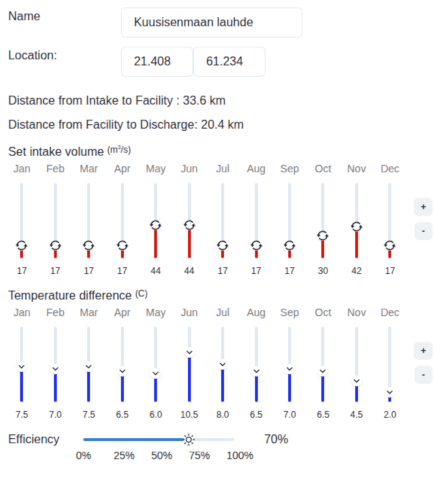 Name Kuusisenmaan lauhde
Location: 21.408 61.234
Distance from Intake to Facility : 33.6 km
Distance from Facility to Discharge: 20.4 km
Set intake volume (m³/s)
Jan Feb Mar Apr May Jun Jul Aug Sep Oct Nov Dec
+
-
17 17 17 17 44 44 17 17 17 30 42 17
Temperature difference (C)
Jan Feb Mar Apr May Jun Jul Aug Sep Oct Nov Dec
+
-
7.5 7.0 7.5 6.5 6.0 10.5 8.0 6.5 7.0 6.5 4.5 2.0
Efficiency 70%
0% 25% 50% 75% 100%